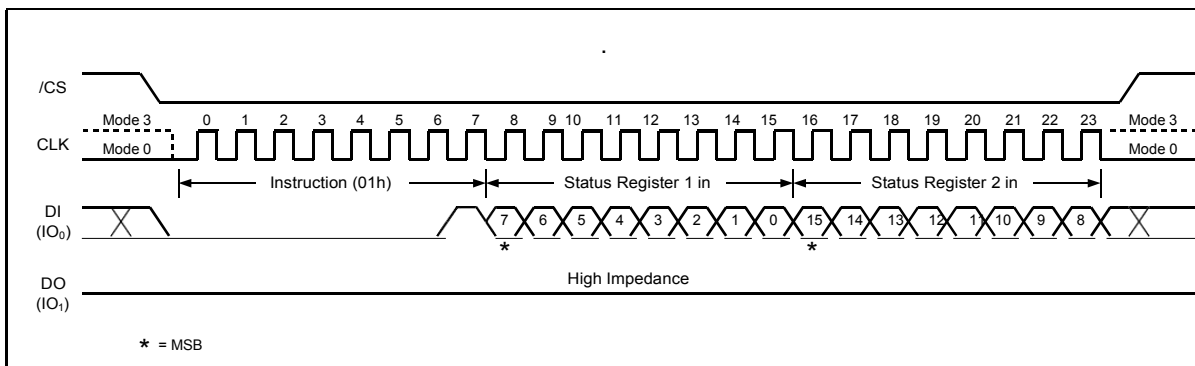 /CS
Mode 3 0 1 2 3 4 5 6 7 8 9 10 11 12 13 14 15 16 17 18 19 20 21 22 23 Mode 3
CLK
Mode 0 Mode 0
Instruction (01h) Status Register 1 in Status Register 2 in
DI
(IO₀)
7 6 5 4 3 2 1 0 15 14 13 12 11 10 9 8
* *
High Impedance
DO
(IO₁)
* = MSB